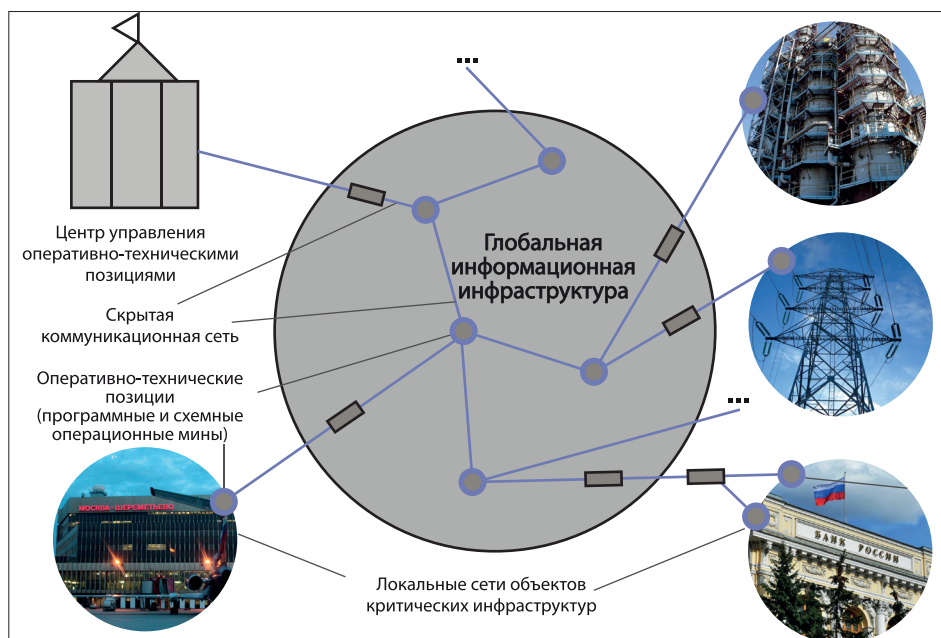 ...
Центр управления
оперативно-техническими
позициями
Глобальная
информационная
инфраструктура
Скрытая
коммуникационная сеть
Оперативно-технические
позиции
(программные и схемные
операционные мины)
...
МОСКВА-ШЕРЕМЕТЬЕВО
БАНК РОССИИ
Локальные сети объектов
критических инфраструктур